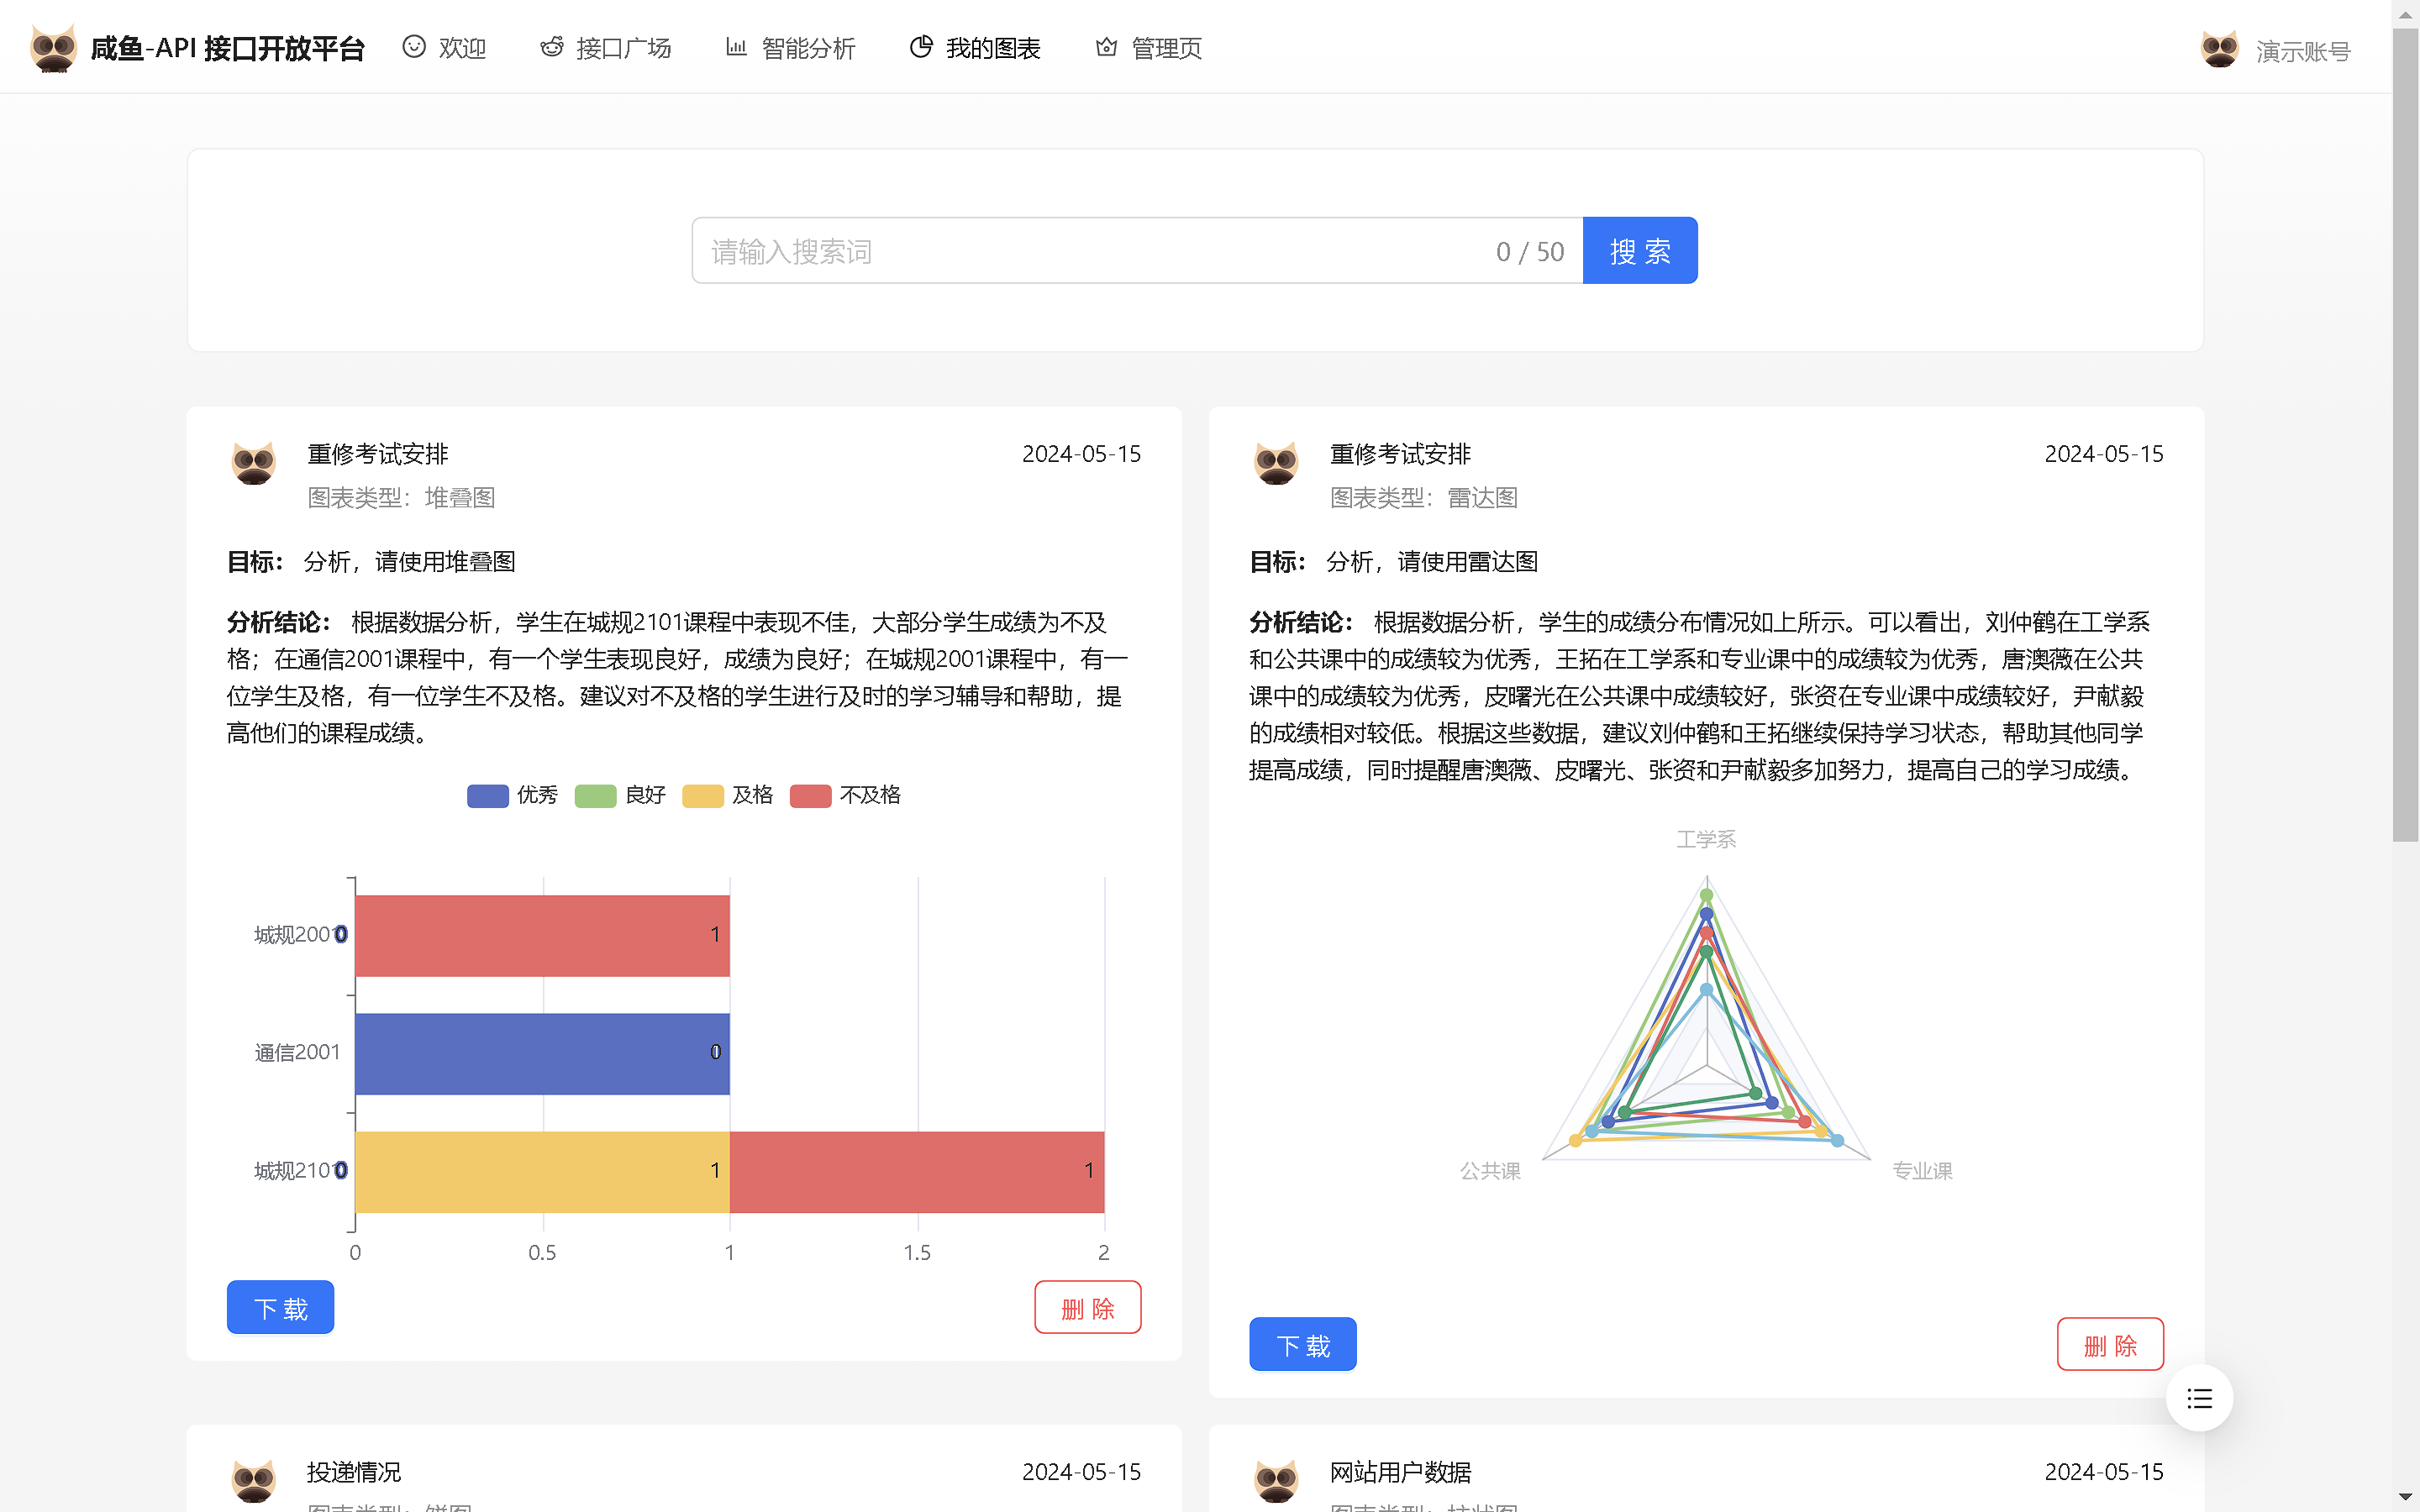 咸鱼-API 接口开放平台 欢迎 接口广场 智能分析 我的图表 管理页 演示账号
请输入搜索词 0 / 50 搜 索
重修考试安排 2024-05-15
图表类型：堆叠图
目标： 分析，请使用堆叠图
分析结论： 根据数据分析，学生在城规2101课程中表现不佳，大部分学生成绩为不及
格；在通信2001课程中，有一个学生表现良好，成绩为良好；在城规2001课程中，有一
位学生及格，有一位学生不及格。建议对不及格的学生进行及时的学习辅导和帮助，提
高他们的课程成绩。
优秀 良好 及格 不及格
城规2001 0 1
通信2001 0
城规2101 0 1 1
0 0.5 1 1.5 2
下 载 删 除
重修考试安排 2024-05-15
图表类型：雷达图
目标： 分析，请使用雷达图
分析结论： 根据数据分析，学生的成绩分布情况如上所示。可以看出，刘仲鹤在工学系
和公共课中的成绩较为优秀，王拓在工学系和专业课中的成绩较为优秀，唐澳薇在公共
课中的成绩较为优秀，皮曙光在公共课中成绩较好，张资在专业课中成绩较好，尹献毅
的成绩相对较低。根据这些数据，建议刘仲鹤和王拓继续保持学习状态，帮助其他同学
提高成绩，同时提醒唐澳薇、皮曙光、张资和尹献毅多加努力，提高自己的学习成绩。
工学系
公共课 专业课
下 载 删 除
投递情况 2024-05-15
图表类型：饼图
网站用户数据 2024-05-15
图表类型：柱状图